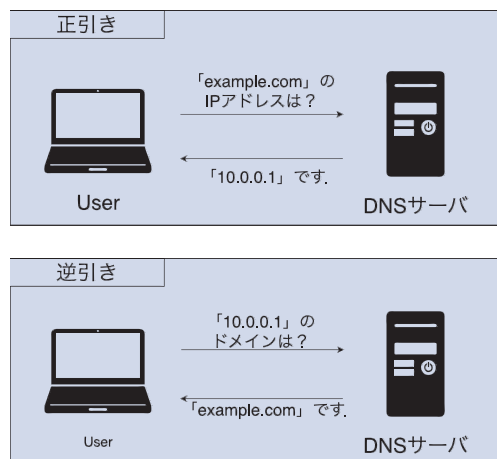 正引き
「example.com」の
IPアドレスは？
「10.0.0.1」です.
User
DNSサーバ
逆引き
「10.0.0.1」の
ドメインは？
「example.com」です.
User
DNSサーバ